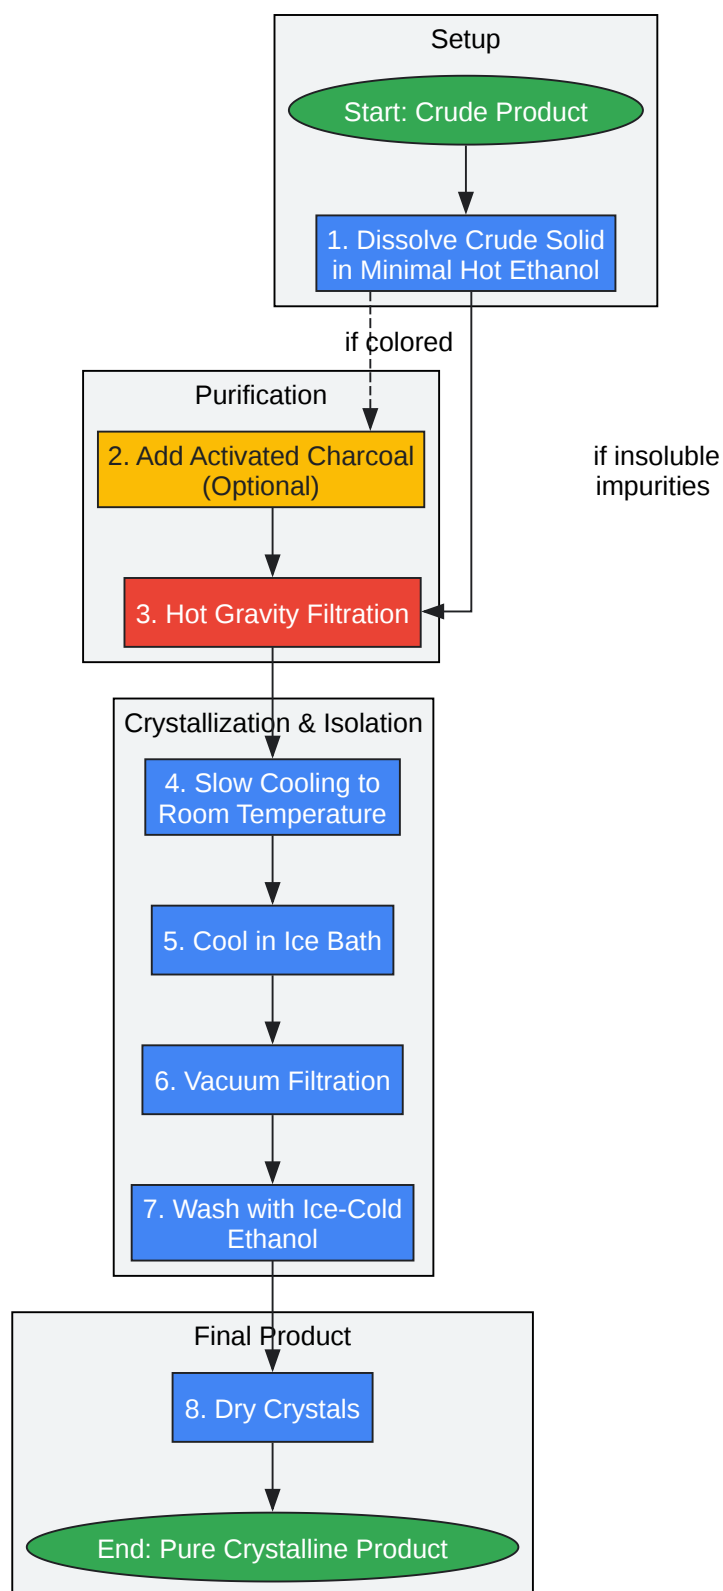 Setup
Start: Crude Product
1. Dissolve Crude Solid
in Minimal Hot Ethanol
if colored
Purification
2. Add Activated Charcoal
(Optional)
if insoluble
impurities
3. Hot Gravity Filtration
Crystallization & Isolation
4. Slow Cooling to
Room Temperature
5. Cool in Ice Bath
6. Vacuum Filtration
7. Wash with Ice-Cold
Ethanol
Final Product
8. Dry Crystals
End: Pure Crystalline Product